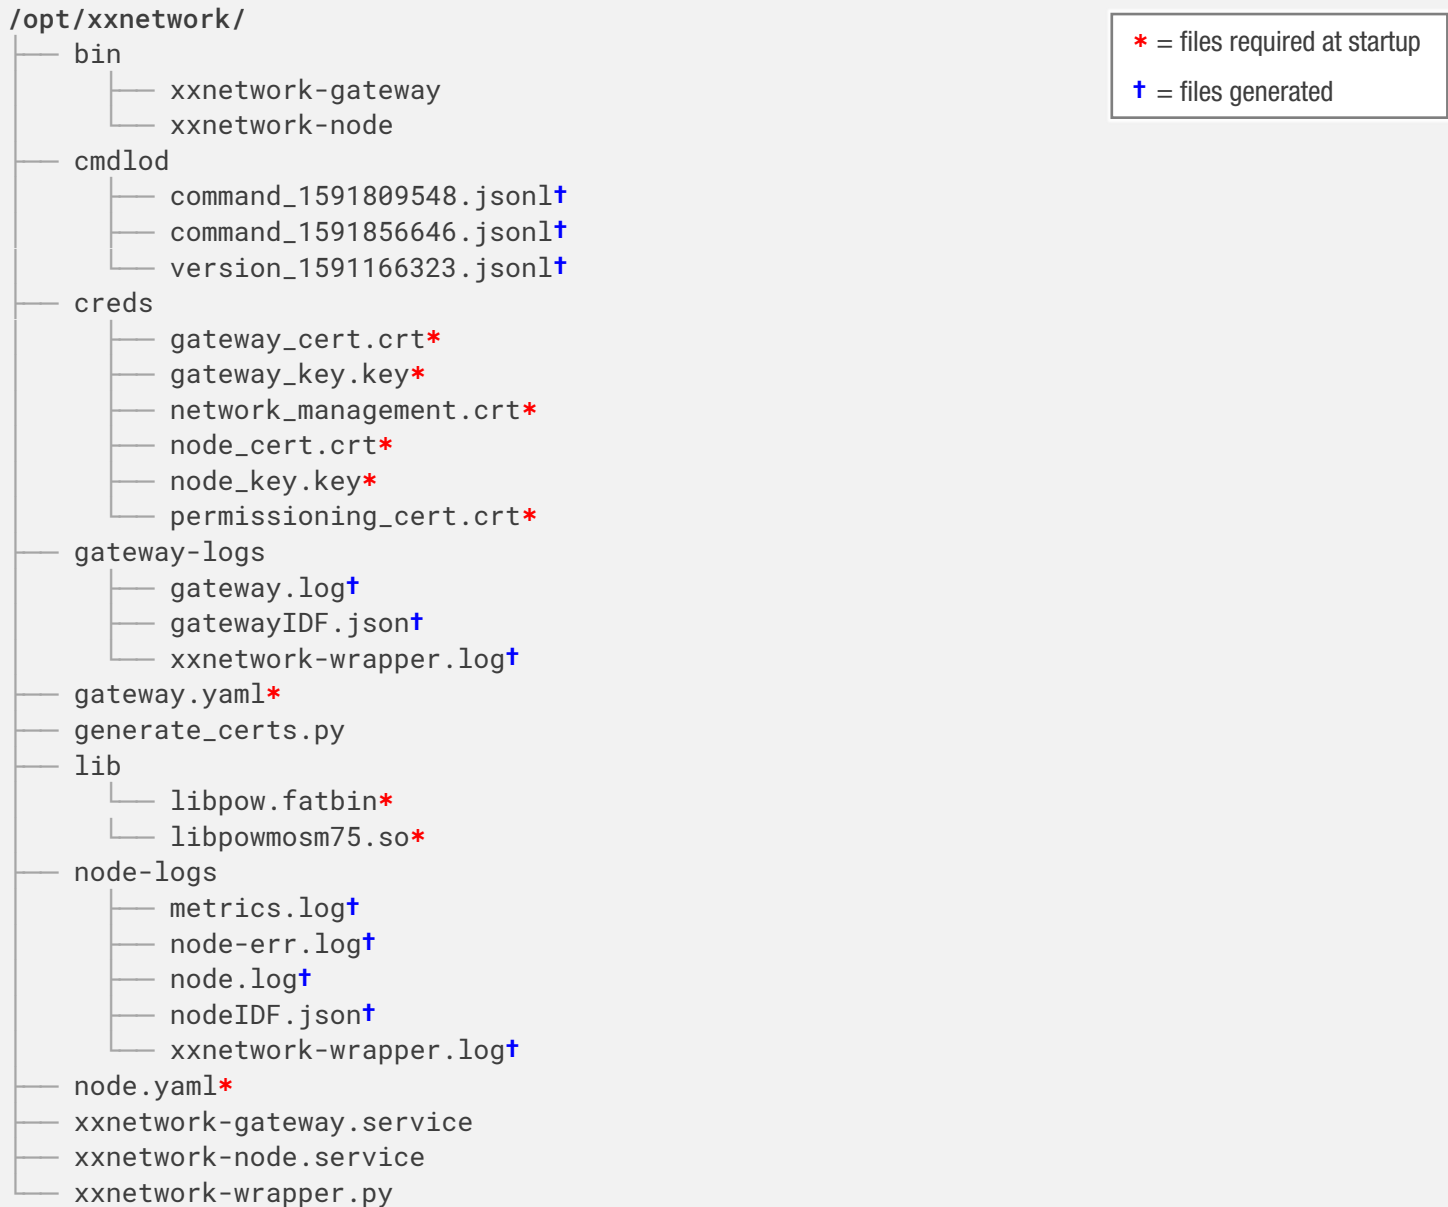 /opt/xxnetwork/
* = files required at startup
† = files generated
bin
xxnetwork-gateway
xxnetwork-node
cmdlod
command_1591809548.jsonl†
command_1591856646.jsonl†
version_1591166323.jsonl†
creds
gateway_cert.crt*
gateway_key.key*
network_management.crt*
node_cert.crt*
node_key.key*
permissioning_cert.crt*
gateway-logs
gateway.log†
gatewayIDF.json†
xxnetwork-wrapper.log†
gateway.yaml*
generate_certs.py
lib
libpow.fatbin*
libpowmosm75.so*
node-logs
metrics.log†
node-err.log†
node.log†
nodeIDF.json†
xxnetwork-wrapper.log†
node.yaml*
xxnetwork-gateway.service
xxnetwork-node.service
xxnetwork-wrapper.py